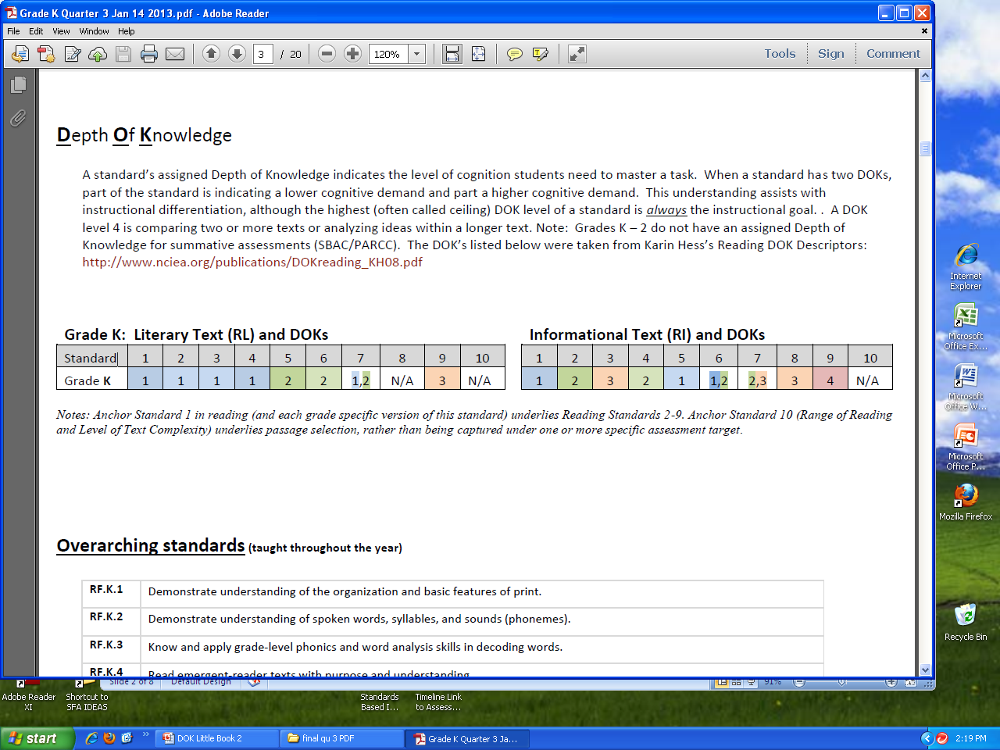 Grade K Quarter 3 Jan 14 2013.pdf - Adobe Reader
File Edit View Window Help
3 / 20 120% Tools Sign Comment
Depth Of Knowledge
A standard’s assigned Depth of Knowledge indicates the level of cognition students need to master a task. When a standard has two DOKs,
part of the standard is indicating a lower cognitive demand and part a higher cognitive demand. This understanding assists with
instructional differentiation, although the highest (often called ceiling) DOK level of a standard is always the instructional goal. . A DOK
level 4 is comparing two or more texts or analyzing ideas within a longer text. Note: Grades K – 2 do not have an assigned Depth of
Knowledge for summative assessments (SBAC/PARCC). The DOK’s listed below were taken from Karin Hess’s Reading DOK Descriptors:
http://www.nciea.org/publications/DOKreading_KH08.pdf
Grade K: Literary Text (RL) and DOKs
Standard 1 2 3 4 5 6 7 8 9 10
Grade K 1 1 1 1 2 2 1,2 N/A 3 N/A
Informational Text (RI) and DOKs
1 2 3 4 5 6 7 8 9 10
1 2 3 2 1 1,2 2,3 3 4 N/A
Notes: Anchor Standard 1 in reading (and each grade specific version of this standard) underlies Reading Standards 2-9. Anchor Standard 10 (Range of Reading
and Level of Text Complexity) underlies passage selection, rather than being captured under one or more specific assessment target.
Overarching standards (taught throughout the year)
RF.K.1 Demonstrate understanding of the organization and basic features of print.
RF.K.2 Demonstrate understanding of spoken words, syllables, and sounds (phonemes).
RF.K.3 Know and apply grade-level phonics and word analysis skills in decoding words.
RF.K.4 Read emergent-reader texts with purpose and understanding.
Internet
Explorer
Microsoft
Office Ex...
Microsoft
Office W...
Microsoft
Office P...
Mozilla Firefox
Recycle Bin
Slide 2 of 8 Default Design 91%
Adobe Reader
XI
Shortcut to
SFA IDEAS
Standards
Based I...
Timeline Link
to Assess...
start DOK Little Book 2 final qu 3 PDF Grade K Quarter 3 Ja... 2:19 PM